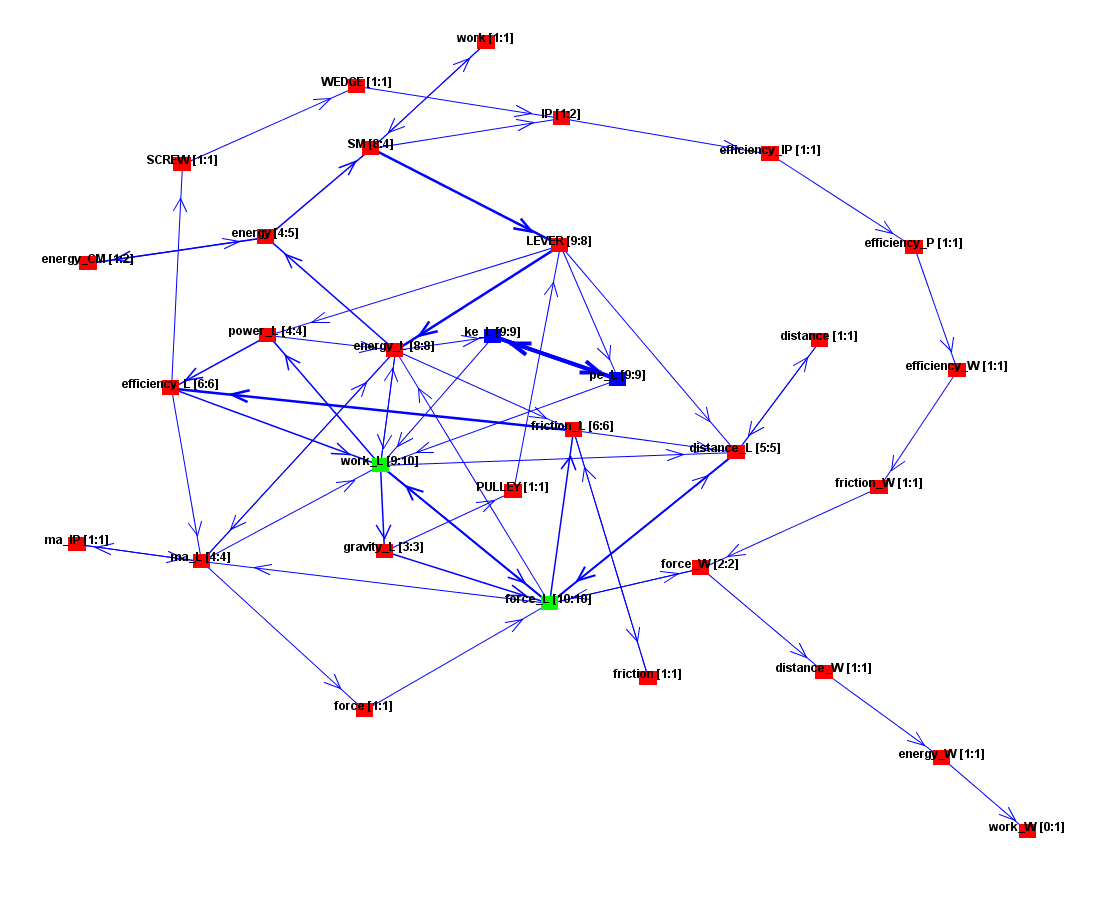 work [1:1]
WEDGE [1:1]
IP [1:2]
SM [8:4]
efficiency_IP [1:1]
SCREW [1:1]
energy [4:5]
LEVER [9:8]
efficiency_P [1:1]
energy_CM [1:2]
power_L [4:4]
ke_L [9:9]
distance [1:1]
energy_L [8:8]
efficiency_W [1:1]
pe_L [9:9]
efficiency_L [6:6]
friction_L [6:6]
distance_L [5:5]
work_L [9:10]
friction_W [1:1]
PULLEY [1:1]
ma_IP [1:1]
gravity_L [3:3]
ma_L [4:4]
force_W [2:2]
force_L [10:10]
distance_W [1:1]
friction [1:1]
force [1:1]
energy_W [1:1]
work_W [0:1]